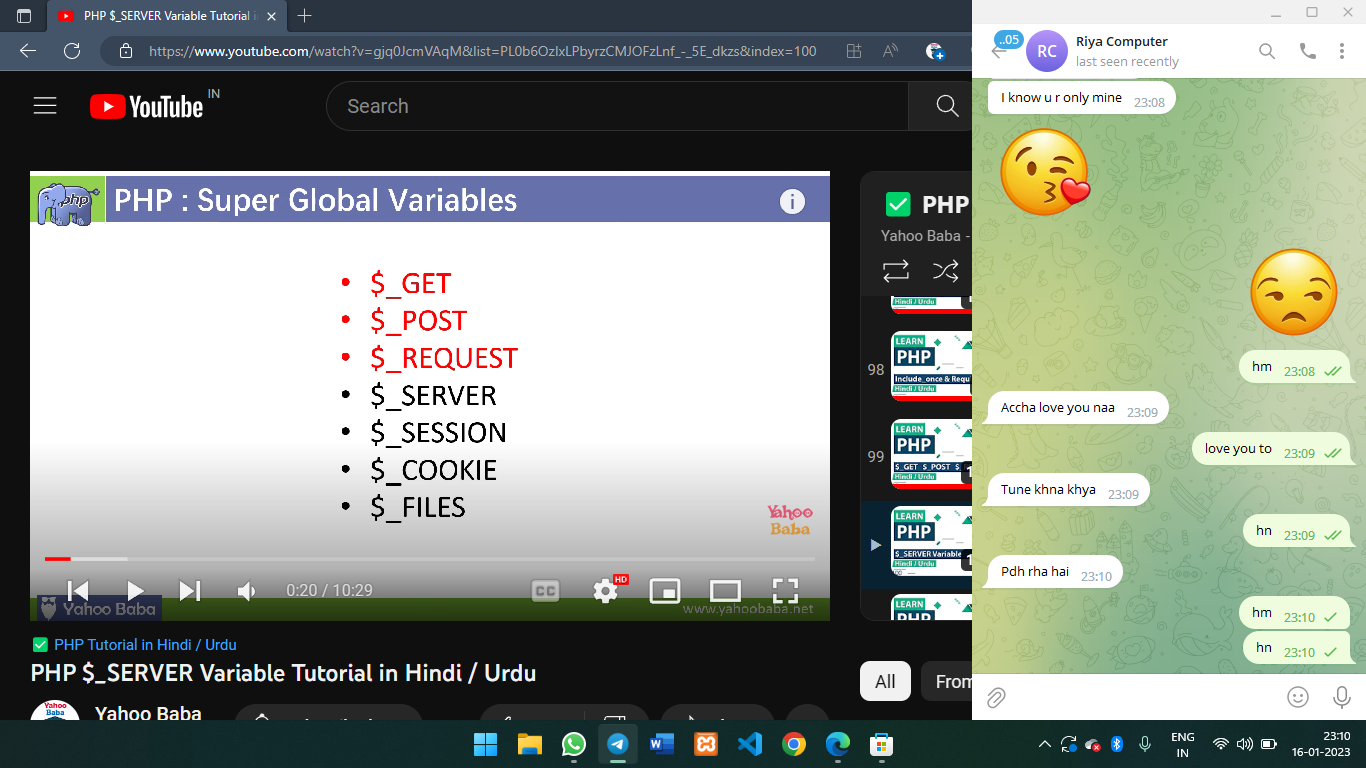 PHP $_SERVER Variable Tutorial i
https://www.youtube.com/watch?v=gjq0JcmVAqM&list=PL0b6OzIxLPbyrzCMJOFzLnf_-_5E_dkzs&index=100
YouTube IN
Search
php
PHP : Super Global Variables
• $_GET
• $_POST
• $_REQUEST
• $_SERVER
• $_SESSION
• $_COOKIE
• $_FILES
Yahoo
Baba
0:20 / 10:29
CC
HD
Yahoo Baba
www.yahoobaba.net
PHP Tutorial in Hindi / Urdu
PHP $_SERVER Variable Tutorial in Hindi / Urdu
Yahoo
Baba
Yahoo Baba
PHP
Yahoo Baba -
Hindi / Urdu
98
LEARN
PHP
Include_once & Requ
Hindi / Urdu
99
LEARN
PHP
$_GET $_POST $
Hindi / Urdu
LEARN
PHP
$_SERVER Variable
Hindi / Urdu
LEARN
PHP
All
From
..05
RC
Riya Computer
last seen recently
I know u r only mine 23:08
hm 23:08
Accha love you naa 23:09
love you to 23:09
Tune khna khya 23:09
hn 23:09
Pdh rha hai 23:10
hm 23:10
hn 23:10
ENG
IN
23:10
16-01-2023